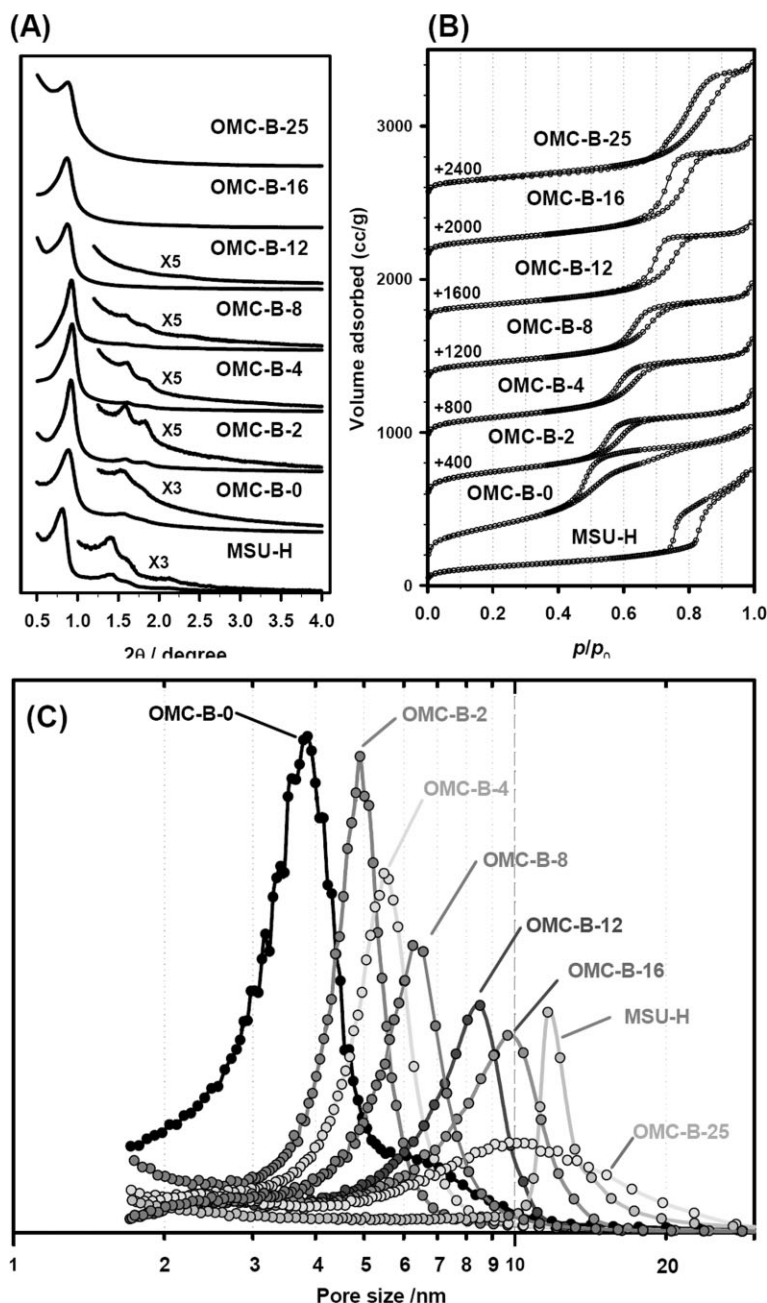 (A)
OMC-B-25
OMC-B-16
OMC-B-12
X5
OMC-B-8
X5
OMC-B-4
X5
OMC-B-2
X3
OMC-B-0
MSU-H
X3
0.5 1.0 1.5 2.0 2.5 3.0 3.5 4.0
2θ / degree
(B)
Volume adsorbed (cc/g)
3000
2000
1000
0
OMC-B-25
+2400
OMC-B-16
+2000
OMC-B-12
+1600
OMC-B-8
+1200
OMC-B-4
+800
OMC-B-2
+400
OMC-B-0
MSU-H
0.0 0.2 0.4 0.6 0.8 1.0
p/p₀
(C)
OMC-B-0
OMC-B-2
OMC-B-4
OMC-B-8
OMC-B-12
OMC-B-16
MSU-H
OMC-B-25
1 2 3 4 5 6 7 8 9 10 20
Pore size /nm